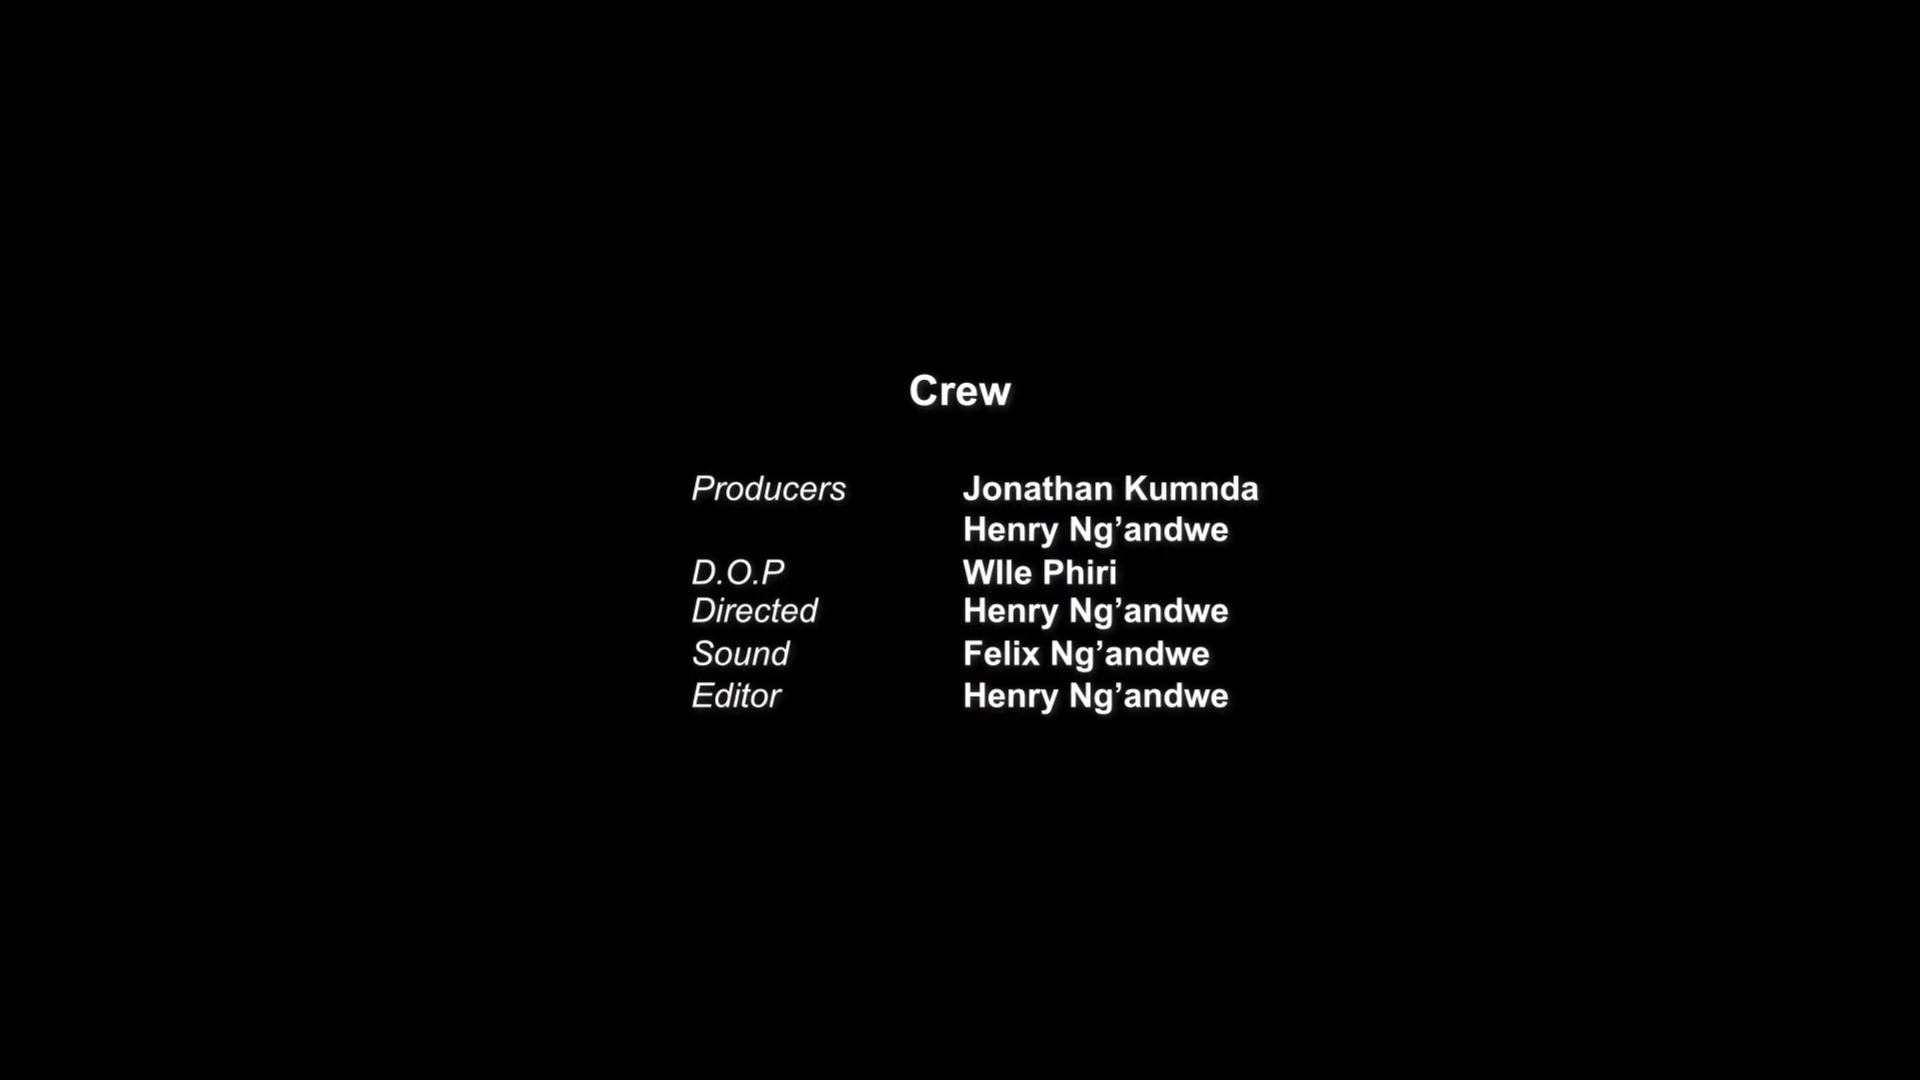 Crew
Producers Jonathan Kumnda
Henry Ng’andwe
D.O.P Wlle Phiri
Directed Henry Ng’andwe
Sound Felix Ng’andwe
Editor Henry Ng’andwe